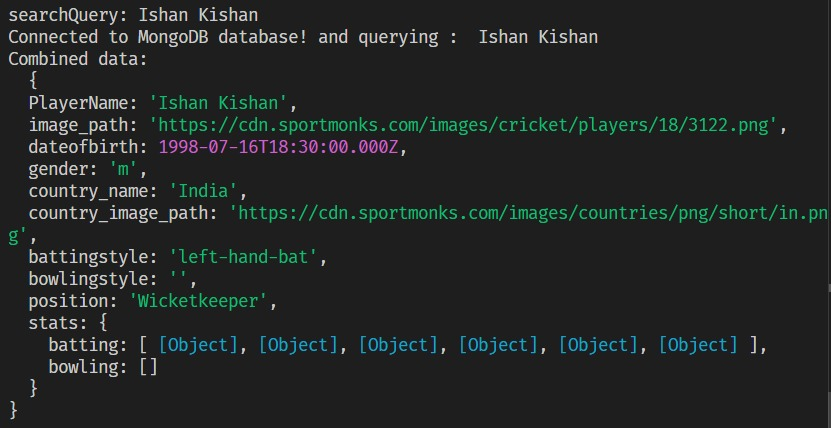 searchQuery: Ishan Kishan
Connected to MongoDB database! and querying :  Ishan Kishan
Combined data:
  {
  PlayerName: 'Ishan Kishan',
  image_path: 'https://cdn.sportmonks.com/images/cricket/players/18/3122.png',
  dateofbirth: 1998-07-16T18:30:00.000Z,
  gender: 'm',
  country_name: 'India',
  country_image_path: 'https://cdn.sportmonks.com/images/countries/png/short/in.pn
g',
  battingstyle: 'left-hand-bat',
  bowlingstyle: '',
  position: 'Wicketkeeper',
  stats: {
    batting: [ [Object], [Object], [Object], [Object], [Object], [Object] ],
    bowling: []
  }
}